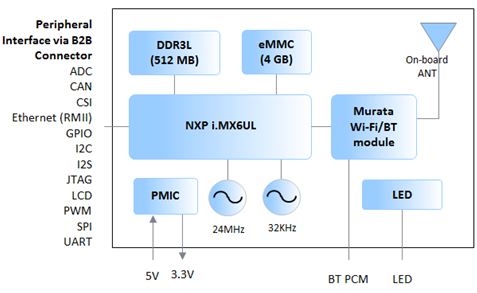 Peripheral
Interface via B2B
Connector
ADC
CAN
CSI
Ethernet (RMII)
GPIO
I2C
I2S
JTAG
LCD
PWM
SPI
UART
DDR3L
(512 MB)
eMMC
(4 GB)
On-board
ANT
NXP i.MX6UL
Murata
Wi-Fi/BT
module
PMIC
24MHz
32KHz
LED
5V
3.3V
BT PCM
LED